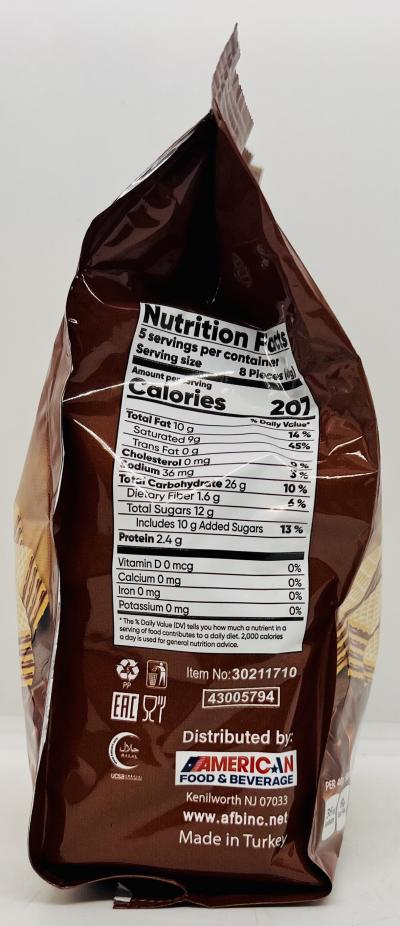 Nutrition Facts
5 servings per container
Serving size 8 Pieces
Amount per serving
Calories 207
% Daily Value*
Total Fat 10 g 14 %
Saturated 9g 45%
Trans Fat 0 g
Cholesterol 0 mg 0 %
Sodium 36 mg 3 %
Total Carbohydrate 26 g 10 %
Dietary Fiber 1.6 g 6 %
Total Sugars 12 g
Includes 10 g Added Sugars 13 %
Protein 2.4 g
Vitamin D 0 mcg 0%
Calcium 0 mg 0%
Iron 0 mg 0%
Potassium 0 mg 0%
* The % Daily Value (DV) tells you how much a nutrient in a
serving of food contributes to a daily diet. 2,000 calories
a day is used for general nutrition advice.
PP
Item No:30211710
43005794
EAC
حلال
HALAL
Distributed by:
AMERICAN
FOOD & BEVERAGE
Kenilworth NJ 07033
www.afbinc.net
Made in Turkey
PER